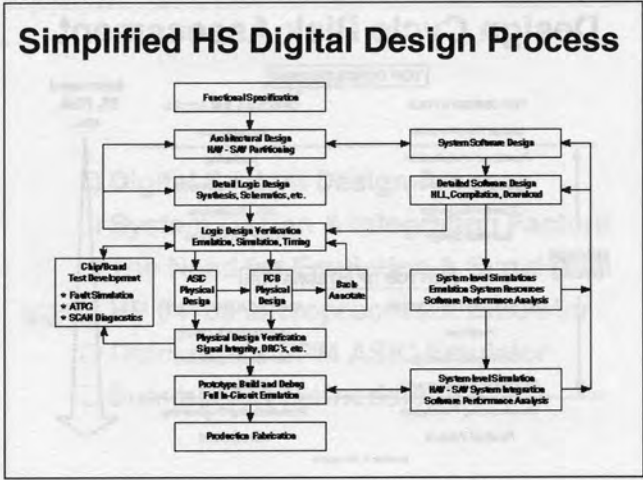 Simplified HS Digital Design Process
Functional Specification
Architectural Design
HAV - SAV Partitioning
System Software Design
Detail Logic Design
Synthesis, Schematics, etc.
Detailed Software Design
HLL, Compilation, Download
Logic Design Verification
Emulation, Simulation, Timing
Chip/Board
Test Development
★ Fault Simulation
★ ATPG
★ SCAN Diagnostics
ASIC
Physical
Design
PCB
Physical
Design
Back
Annotate
System-level Simulations
Emulation System Resources
Software Performance Analysis
Physical Design Verification
Signal Integrity, DRC's, etc.
Prototype Build and Debug
Full In-Circuit Emulation
System-level Simulation
HAV - SAV System Integration
Software Performance Analysis
Production Fabrication